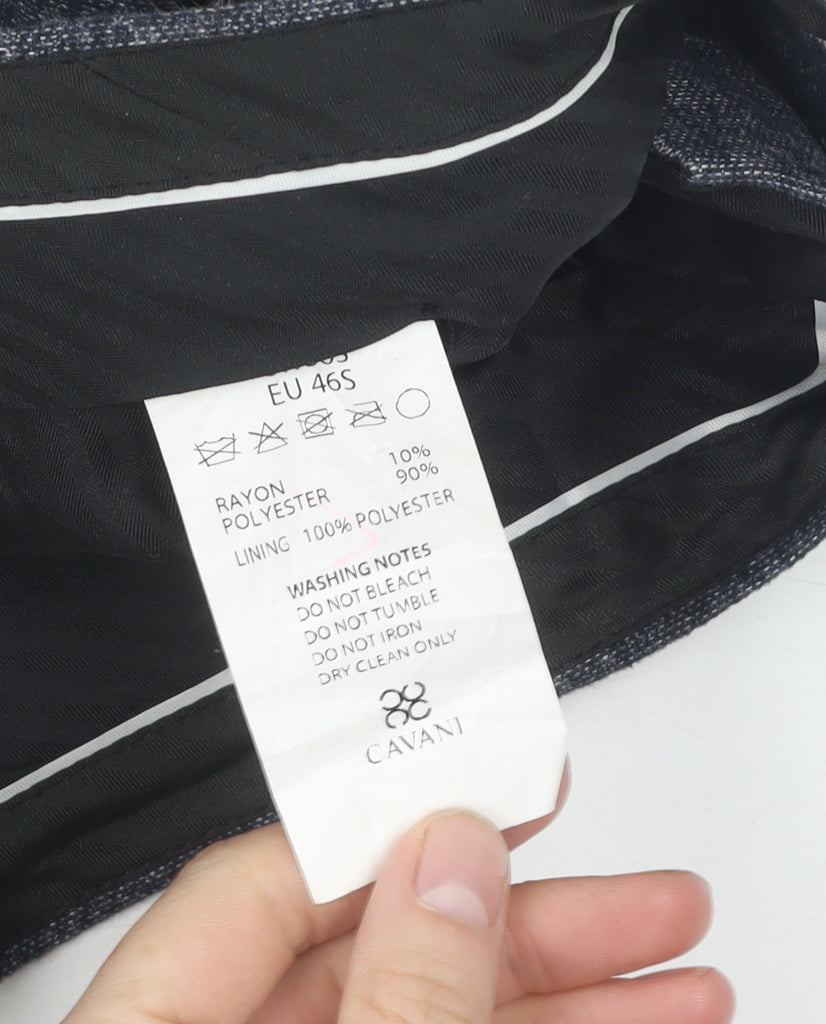 EU 46S
RAYON 10%
POLYESTER 90%
LINING 100% POLYESTER
WASHING NOTES
DO NOT BLEACH
DO NOT TUMBLE
DO NOT IRON
DRY CLEAN ONLY
CAVANI